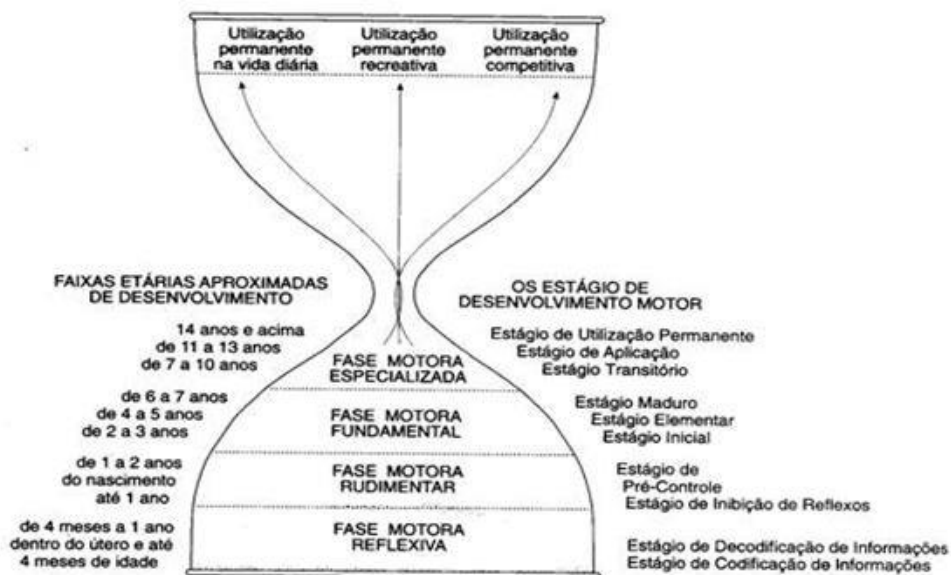 Utilização permanente na vida diária
Utilização permanente recreativa
Utilização permanente competitiva
FAIXAS ETÁRIAS APROXIMADAS
DE DESENVOLVIMENTO
OS ESTÁGIO DE
DESENVOLVIMENTO MOTOR
14 anos e acima
de 11 a 13 anos
de 7 a 10 anos
FASE MOTORA
ESPECIALIZADA
Estágio de Utilização Permanente
Estágio de Aplicação
Estágio Transitório
de 6 a 7 anos
de 4 a 5 anos
de 2 a 3 anos
FASE MOTORA
FUNDAMENTAL
Estágio Maduro
Estágio Elementar
Estágio Inicial
de 1 a 2 anos
do nascimento
até 1 ano
FASE MOTORA
RUDIMENTAR
Estágio de
Pré-Controle
Estágio de Inibição de Reflexos
de 4 meses a 1 ano
dentro do útero e até
4 meses de idade
FASE MOTORA
REFLEXIVA
Estágio de Decodificação de Informações
Estágio de Codificação de Informações